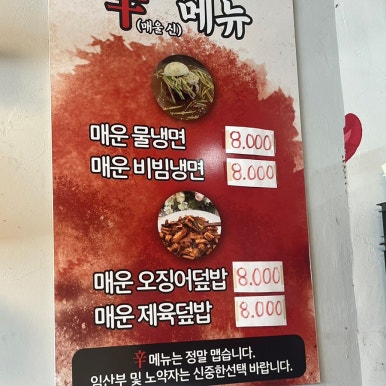 辛 메뉴
(매울 신)
매운 물냉면 8.000
매운 비빔냉면 8.000
매운 오징어덮밥 8.000
매운 제육덮밥 8.000
辛 메뉴는 정말 맵습니다.
임산부 및 노약자는 신중한선택 바랍니다.